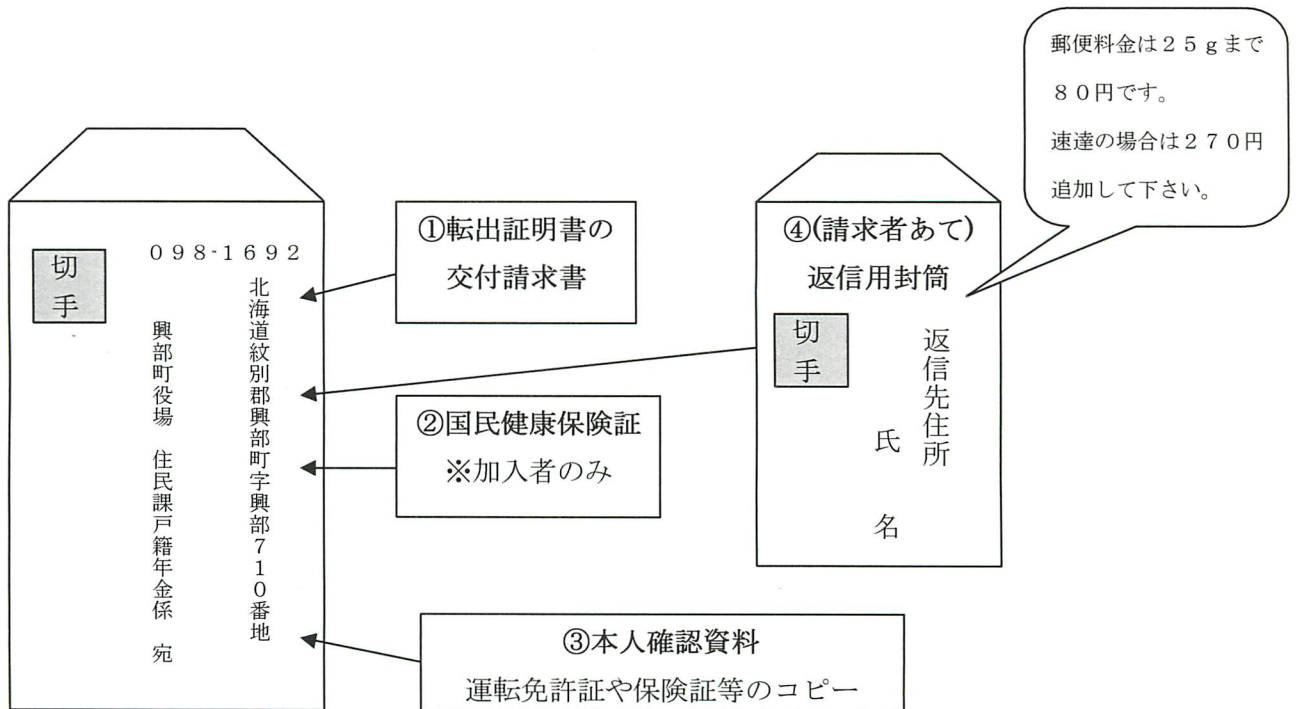 郵便料金は２５ｇまで
８０円です。
速達の場合は２７０円
追加して下さい。
切
手
０９８-１６９２
北海道紋別郡興部町字興部７１０番地
興部町役場　住民課戸籍年金係　宛
①転出証明書の
交付請求書
②国民健康保険証
※加入者のみ
③本人確認資料
運転免許証や保険証等のコピー
④(請求者あて)
返信用封筒
切
手
返信先住所
氏　名